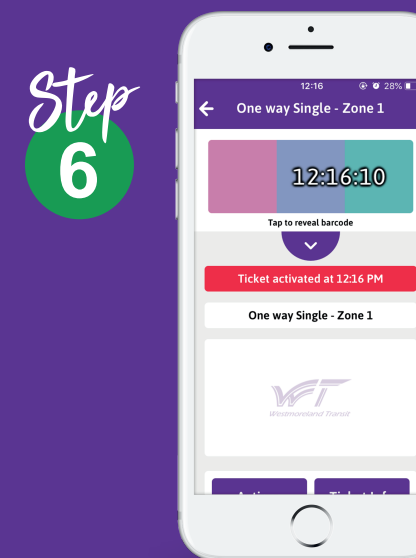 Step
6
12:16
28%
One way Single - Zone 1
12:16:10
Tap to reveal barcode
Ticket activated at 12:16 PM
One way Single - Zone 1
WT
Westmoreland Transit